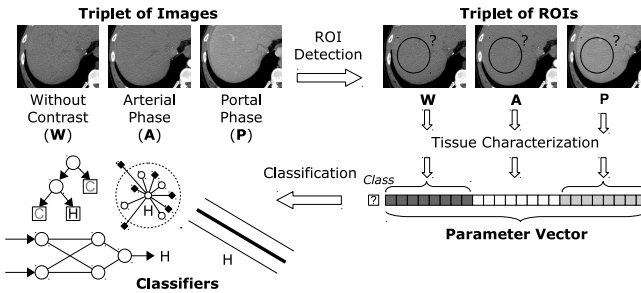 Triplet of Images
Triplet of ROIs
ROI
Detection
?
?
?
Without
Contrast
(W)
Arterial
Phase
(A)
Portal
Phase
(P)
W
A
P
Tissue Characterization
Classification
Class
?
Parameter Vector
C
C
H
H
H
H
Classifiers